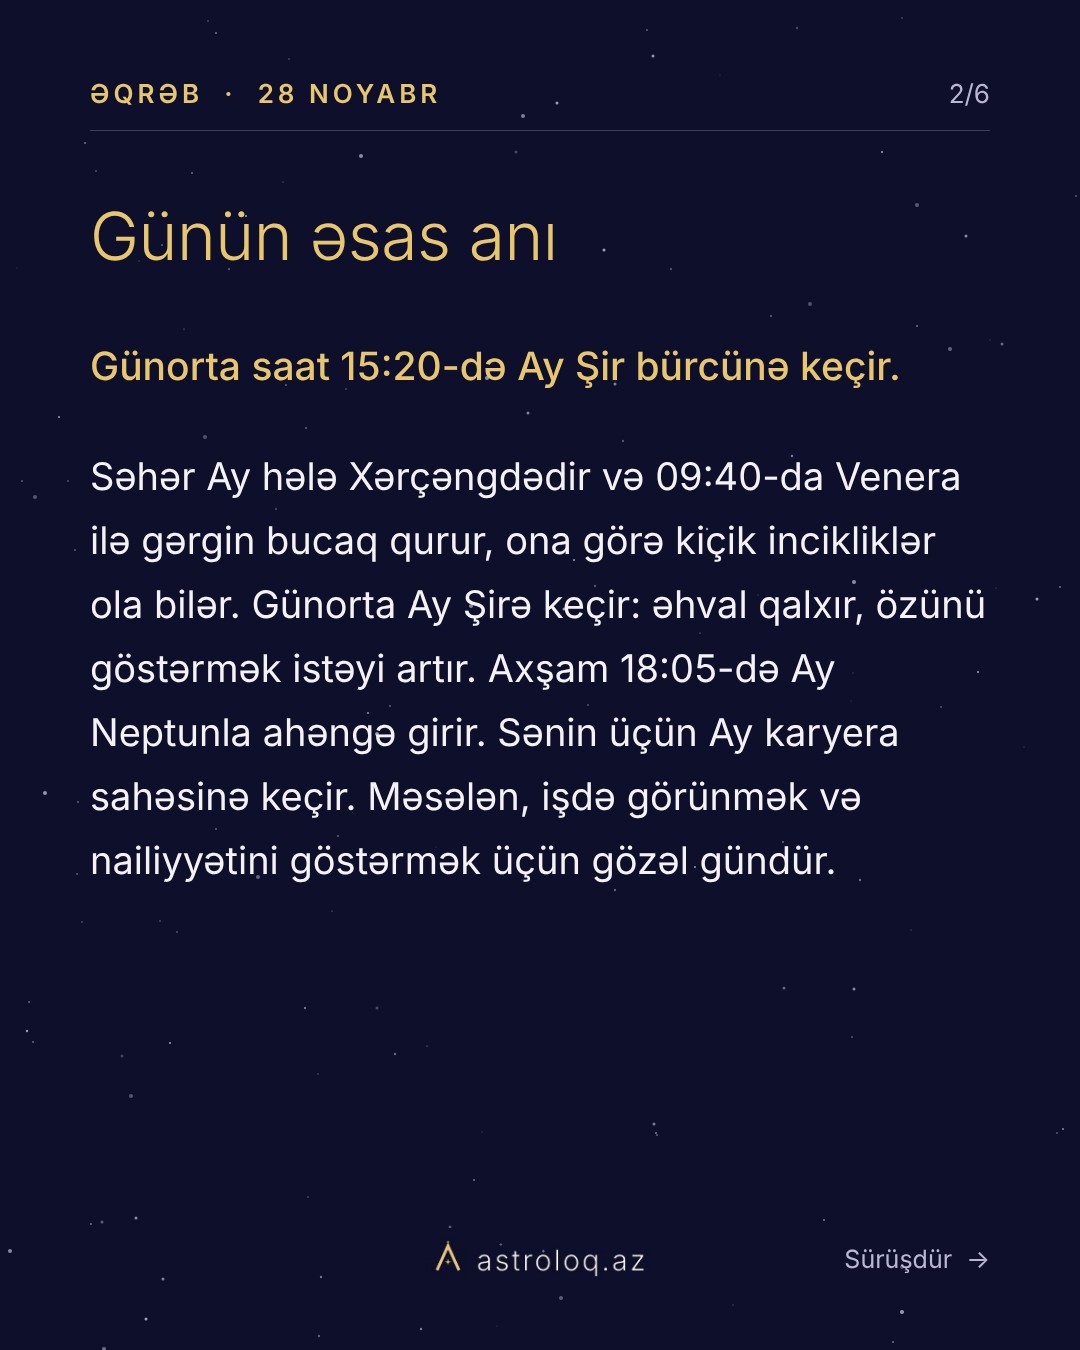 ƏQRƏB · 28 NOYABR
2/6
Günün əsas anı
Günorta saat 15:20-də Ay Şir bürcünə keçir.
Səhər Ay hələ Xərçəngdədir və 09:40-da Venera
ilə gərgin bucaq qurur, ona görə kiçik inciklikləр
ola bilər. Günorta Ay Şirə keçir: əhval qalxır, özünü
göstərmək istəyi artır. Axşam 18:05-də Ay
Neptunla ahəngə girir. Sənin üçün Ay karyera
sahəsinə keçir. Məsələn, işdə görünmək və
nailiyyətini göstərmək üçün gözəl gündür.
astroloq.az
Sürüşdür →